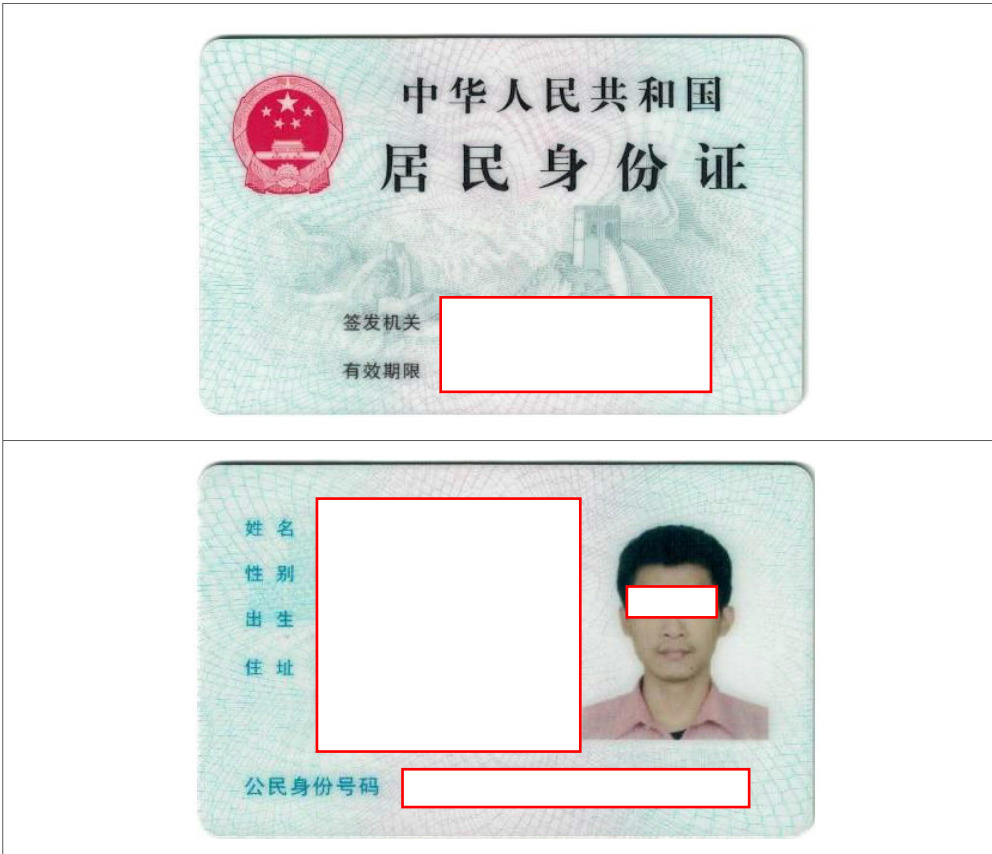 中华人民共和国
居民身份证
签发机关
有效期限
姓名
性别
出生
住址
公民身份号码